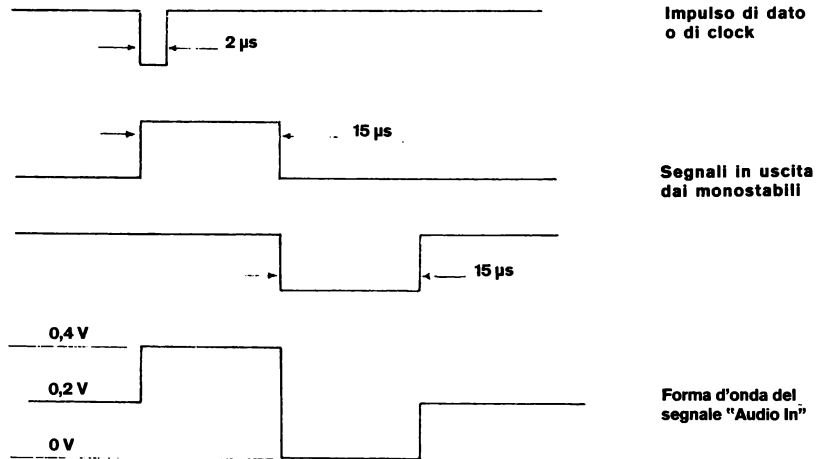 Impulso di dato
o di clock
2 µs
15 µs
Segnali in uscita
dai monostabili
15 µs
0,4 V
0,2 V
Forma d'onda del
segnale "Audio In"
0 V